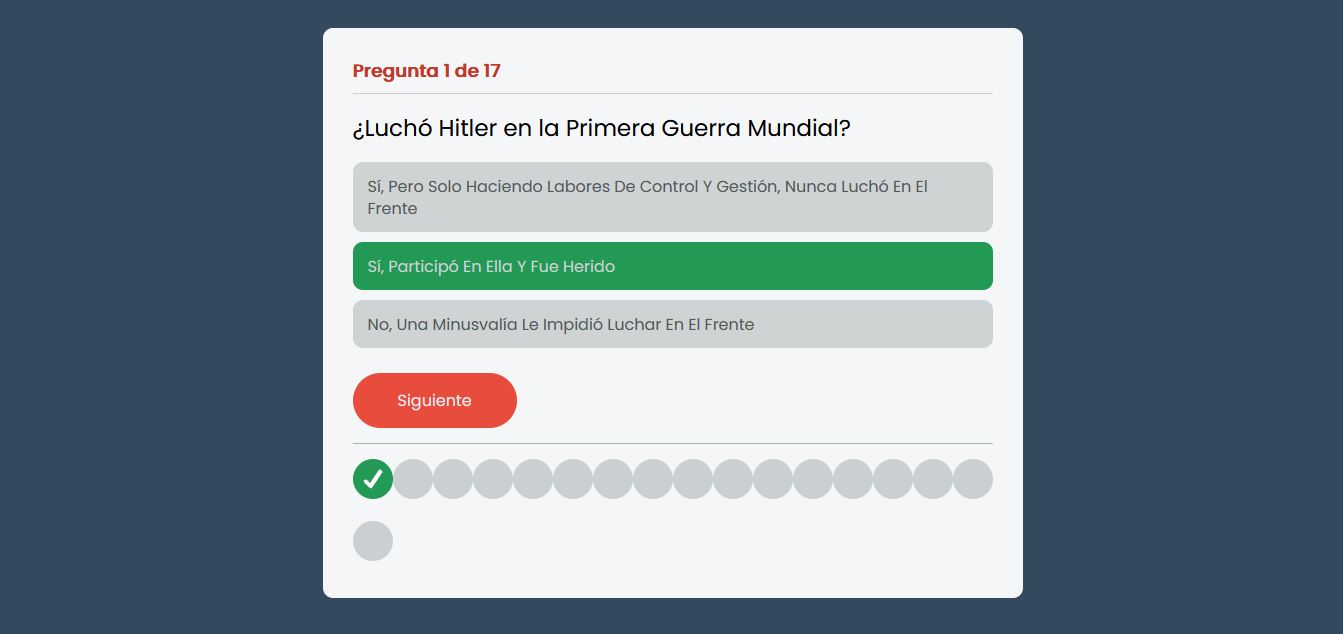 Pregunta 1 de 17
¿Luchó Hitler en la Primera Guerra Mundial?
Sí, Pero Solo Haciendo Labores De Control Y Gestión, Nunca Luchó En El
Frente
Sí, Participó En Ella Y Fue Herido
No, Una Minusvalía Le Impidió Luchar En El Frente
Siguiente